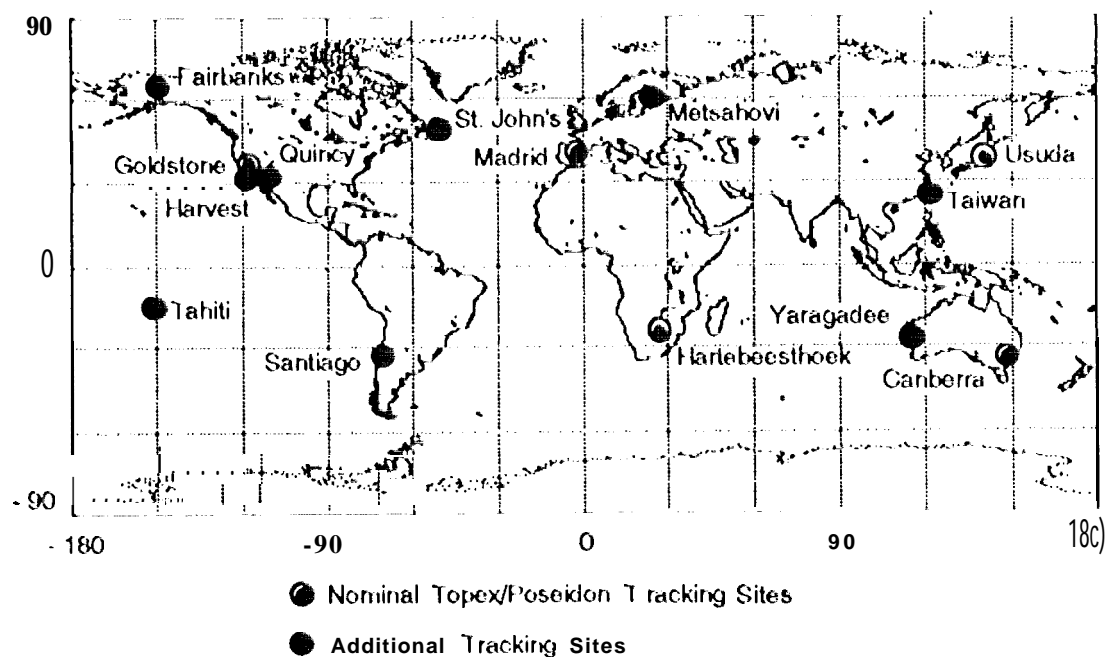 90
Fairbanks
St. John's
Metsahovi
Goldstone
Quincy
Madrid
Usuda
Harvest
Taiwan
0
Tahiti
Yaragadee
Santiago
Hartebeesthoek
Canberra
- 90
- 180
-90
0
90
18c)
Nominal Topex/Poseidon Tracking Sites
Additional Tracking Sites